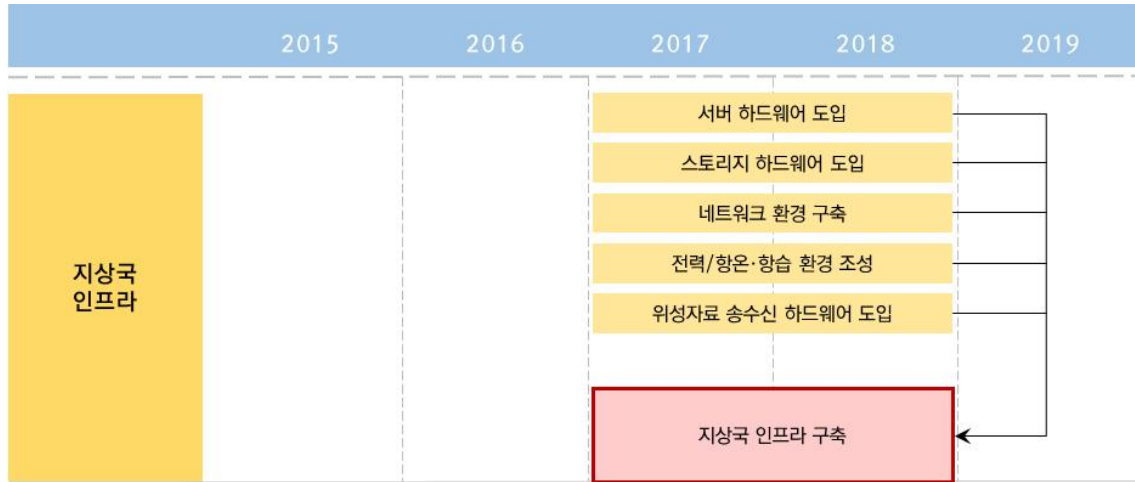 2015 2016 2017 2018 2019
서버 하드웨어 도입
스토리지 하드웨어 도입
네트워크 환경 구축
전력/항온·항습 환경 조성
위성자료 송수신 하드웨어 도입
지상국
인프라
지상국 인프라 구축